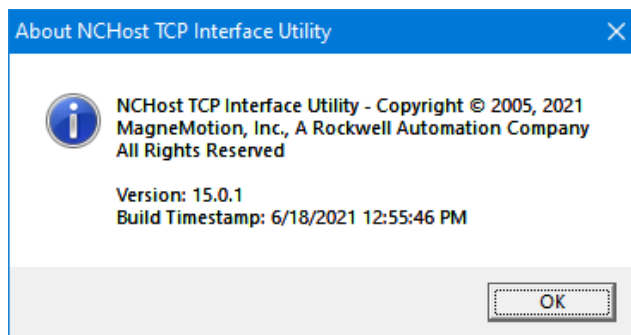 About NCHost TCP Interface Utility
NCHost TCP Interface Utility - Copyright © 2005, 2021
MagneMotion, Inc., A Rockwell Automation Company
All Rights Reserved
Version: 15.0.1
Build Timestamp: 6/18/2021 12:55:46 PM
OK